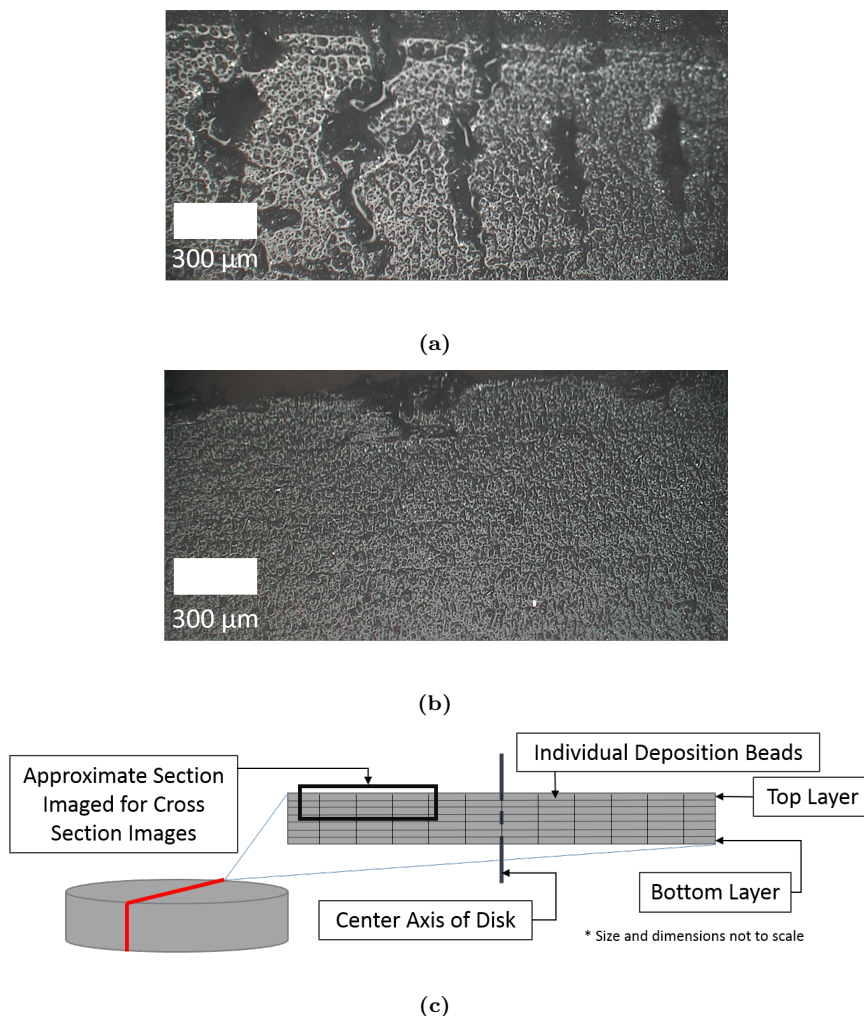 300 μm
(a)
300 μm
(b)
Approximate Section
Imaged for Cross
Section Images
Individual Deposition Beads
Top Layer
Center Axis of Disk
Bottom Layer
* Size and dimensions not to scale
(c)